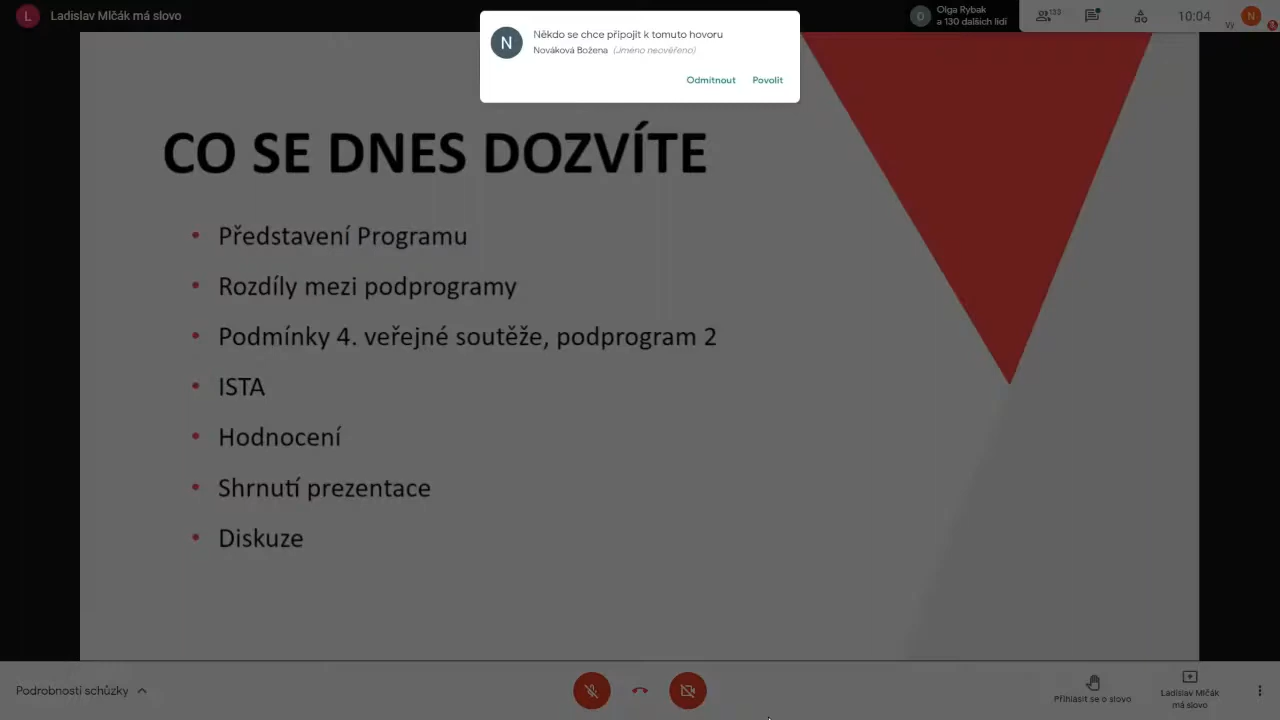 L Ladislav Mlčák má slovo
Někdo se chce připojit k tomuto hovoru
N
Nováková Božena (Jméno neověřeno)
Odmítnout Povolit
O
Olga Rybak
a 130 dalších lidí
133
10:04
Vy
N
CO SE DNES DOZVÍTE
• Představení Programu
• Rozdíly mezi podprogramy
• Podmínky 4. veřejné soutěže, podprogram 2
• ISTA
• Hodnocení
• Shrnutí prezentace
• Diskuze
Podrobnosti schůzky
Přihlásit se o slovo
Ladislav Mlčák
má slovo